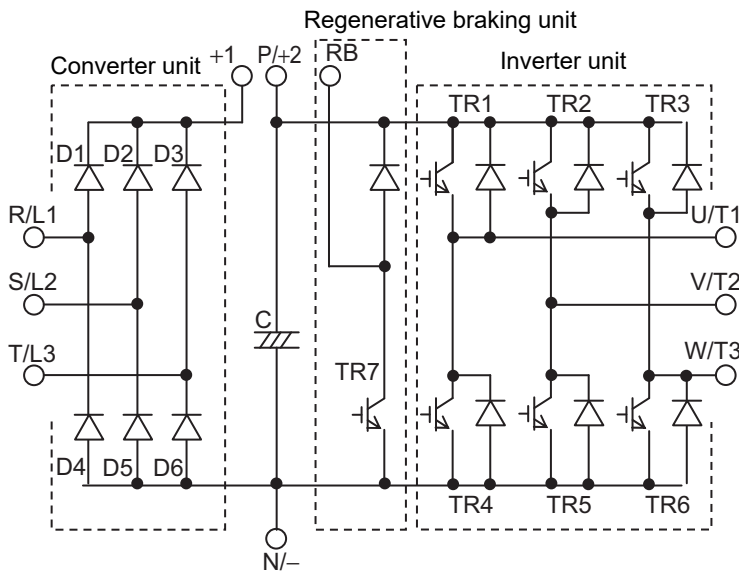 Regenerative braking unit
Converter unit
+1
P/+2
RB
Inverter unit
TR1
TR2
TR3
D1
D2
D3
R/L1
U/T1
S/L2
V/T2
C
T/L3
W/T3
TR7
D4
D5
D6
TR4
TR5
TR6
N/−